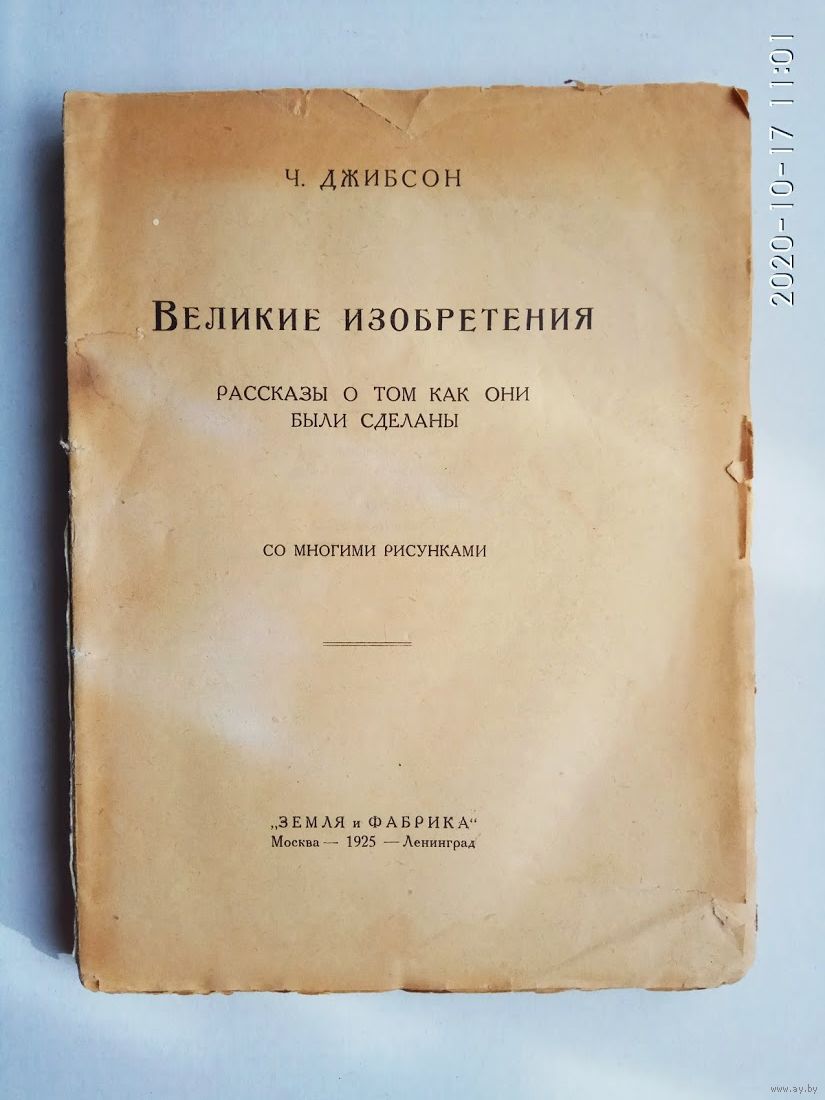 Ч. ДЖИБСОН
ВЕЛИКИЕ ИЗОБРЕТЕНИЯ
РАССКАЗЫ О ТОМ КАК ОНИ
БЫЛИ СДЕЛАНЫ
СО МНОГИМИ РИСУНКАМИ
„ЗЕМЛЯ и ФАБРИКА“
Москва — 1925 — Ленинград
2020-10-17 11:01
www.ay.by